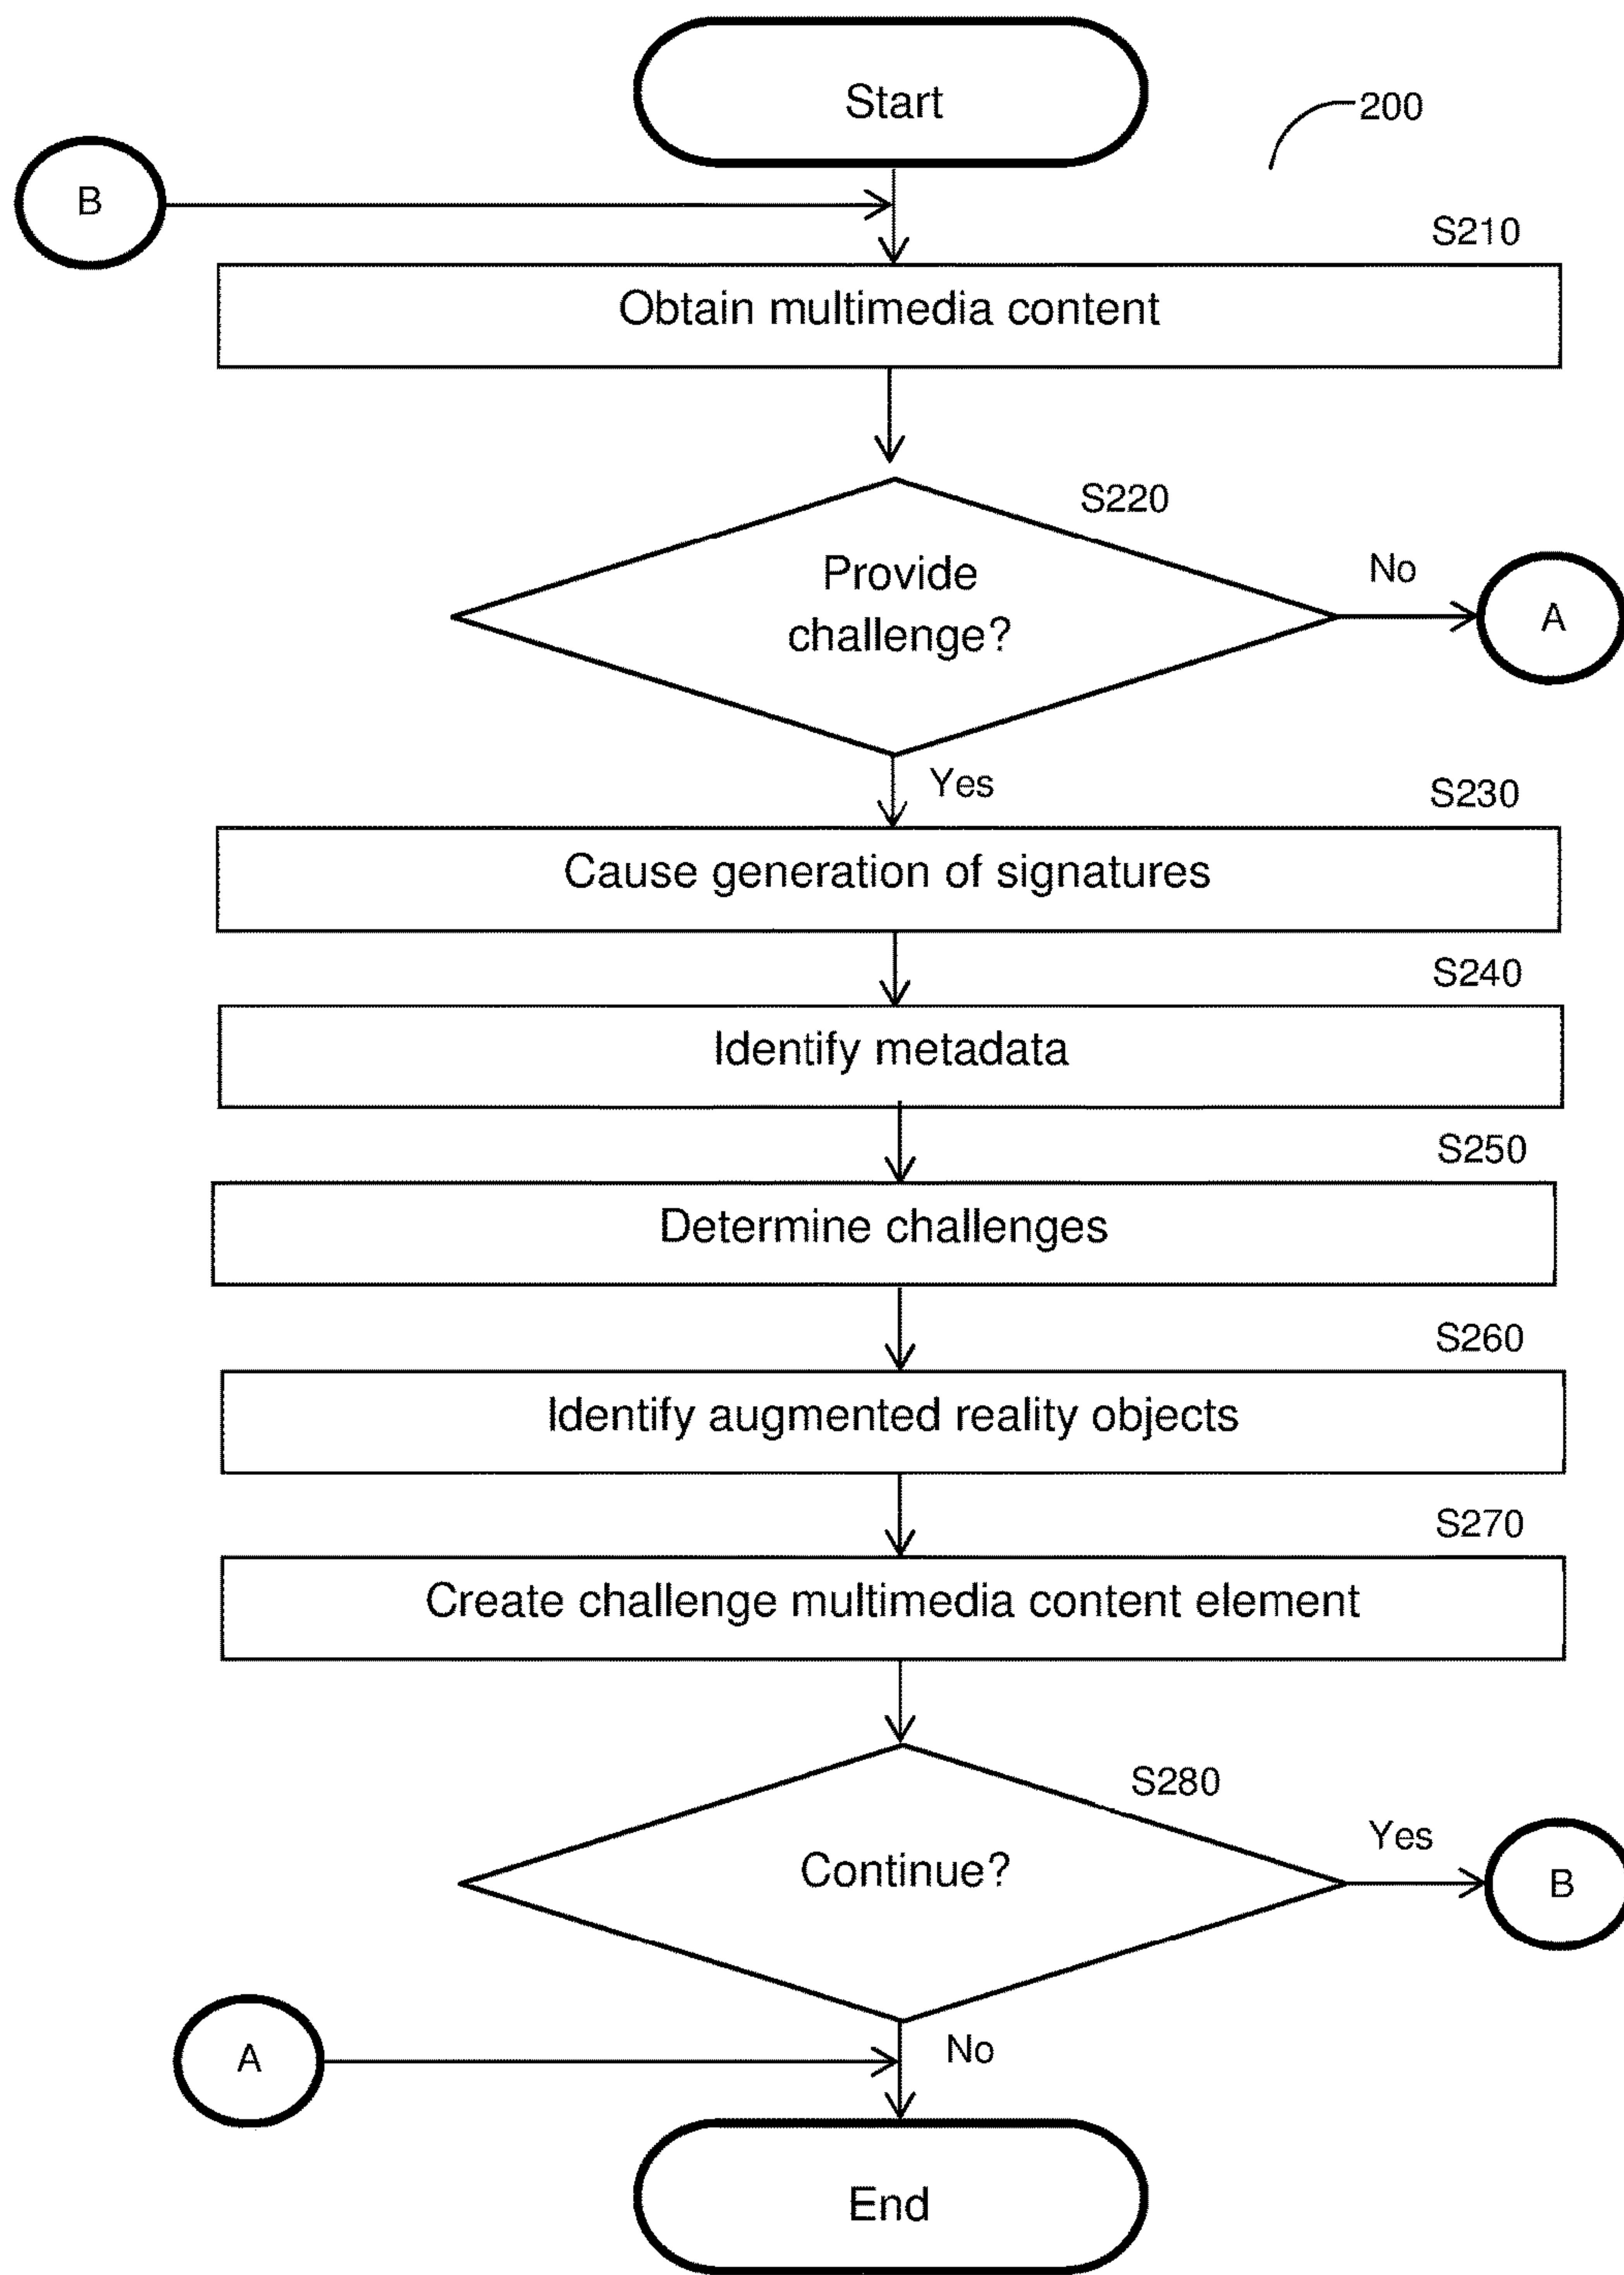 Start
200
B
S210
Obtain multimedia content
S220
Provide
challenge?
No
A
Yes
S230
Cause generation of signatures
S240
Identify metadata
S250
Determine challenges
S260
Identify augmented reality objects
S270
Create challenge multimedia content element
S280
Continue?
Yes
B
No
A
End